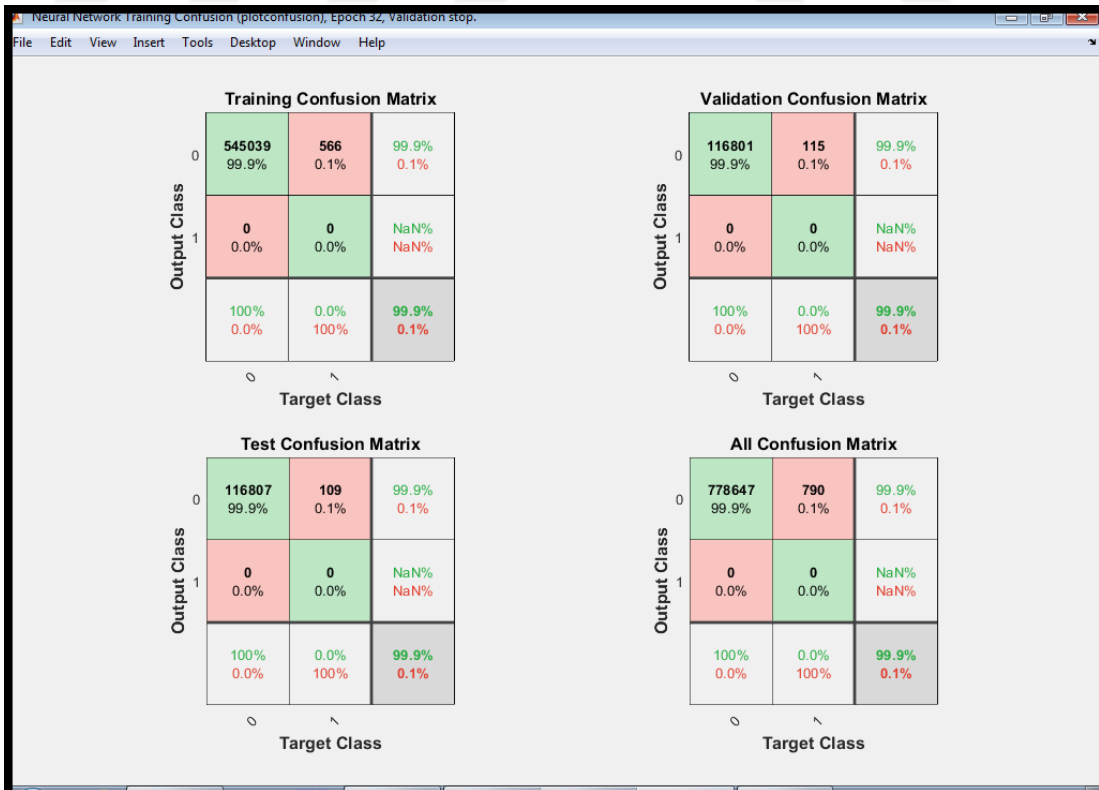 Neural Network Training Confusion (plotconfusion), Epoch 32, Validation stop.
File Edit View Insert Tools Desktop Window Help
Training Confusion Matrix
0 545039 566 99.9%
99.9% 0.1% 0.1%
1 0 0 NaN%
0.0% 0.0% NaN%
100% 0.0% 99.9%
0.0% 100% 0.1%
0 1
Target Class
Output Class
Validation Confusion Matrix
0 116801 115 99.9%
99.9% 0.1% 0.1%
1 0 0 NaN%
0.0% 0.0% NaN%
100% 0.0% 99.9%
0.0% 100% 0.1%
0 1
Target Class
Output Class
Test Confusion Matrix
0 116807 109 99.9%
99.9% 0.1% 0.1%
1 0 0 NaN%
0.0% 0.0% NaN%
100% 0.0% 99.9%
0.0% 100% 0.1%
0 1
Target Class
Output Class
All Confusion Matrix
0 778647 790 99.9%
99.9% 0.1% 0.1%
1 0 0 NaN%
0.0% 0.0% NaN%
100% 0.0% 99.9%
0.0% 100% 0.1%
0 1
Target Class
Output Class